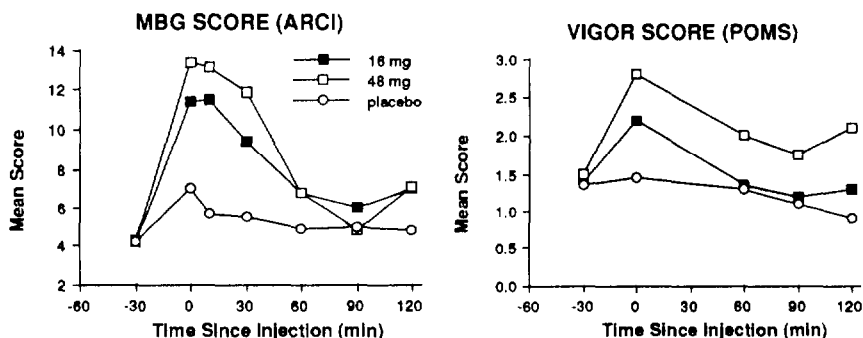 MBG SCORE (ARCI)
14
12
10
8
6
4
2
Mean Score
16 mg
48 mg
placebo
-60 -30 0 30 60 90 120
Time Since Injection (min)
VIGOR SCORE (POMS)
3.0
2.5
2.0
1.5
1.0
0.5
0.0
Mean Score
-60 -30 0 30 60 90 120
Time Since Injection (min)